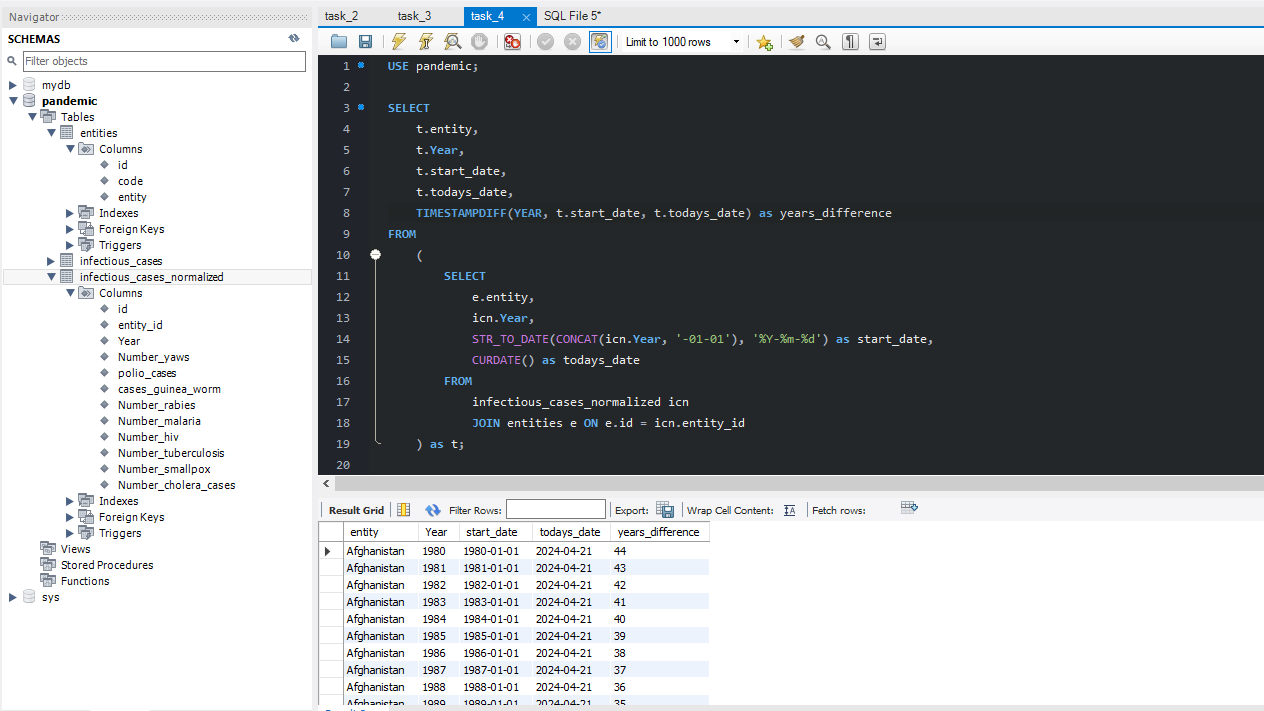 Navigator
SCHEMAS
Filter objects
mydb
pandemic
Tables
entities
Columns
id
code
entity
Indexes
Foreign Keys
Triggers
infectious_cases
infectious_cases_normalized
Columns
id
entity_id
Year
Number_yaws
polio_cases
cases_guinea_worm
Number_rabies
Number_malaria
Number_hiv
Number_tuberculosis
Number_smallpox
Number_cholera_cases
Indexes
Foreign Keys
Triggers
Views
Stored Procedures
Functions
sys
task_2 task_3 task_4 SQL File 5*
Limit to 1000 rows
1 USE pandemic;
2
3 SELECT
4 t.entity,
5 t.Year,
6 t.start_date,
7 t.todays_date,
8 TIMESTAMPDIFF(YEAR, t.start_date, t.todays_date) as years_difference
9 FROM
10 (
11 SELECT
12 e.entity,
13 icn.Year,
14 STR_TO_DATE(CONCAT(icn.Year, '-01-01'), '%Y-%m-%d') as start_date,
15 CURDATE() as todays_date
16 FROM
17 infectious_cases_normalized icn
18 JOIN entities e ON e.id = icn.entity_id
19 ) as t;
20
Result Grid Filter Rows: Export: Wrap Cell Content: Fetch rows:
entity Year start_date todays_date years_difference
Afghanistan 1980 1980-01-01 2024-04-21 44
Afghanistan 1981 1981-01-01 2024-04-21 43
Afghanistan 1982 1982-01-01 2024-04-21 42
Afghanistan 1983 1983-01-01 2024-04-21 41
Afghanistan 1984 1984-01-01 2024-04-21 40
Afghanistan 1985 1985-01-01 2024-04-21 39
Afghanistan 1986 1986-01-01 2024-04-21 38
Afghanistan 1987 1987-01-01 2024-04-21 37
Afghanistan 1988 1988-01-01 2024-04-21 36
Afghanistan 1989 1989-01-01 2024-04-21 35